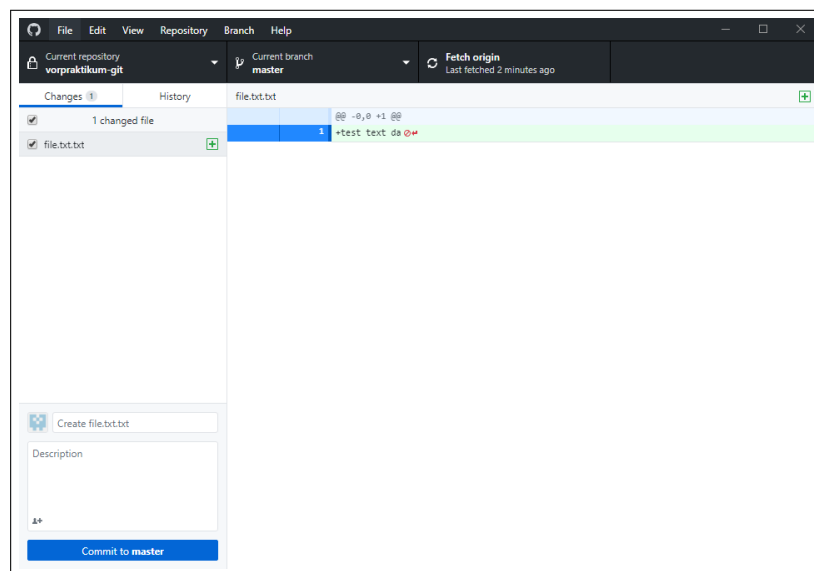 File Edit View Repository Branch Help
Current repository
vorpraktikum-git
Current branch
master
Fetch origin
Last fetched 2 minutes ago
Changes 1 History
file.txt.txt
1 changed file
file.txt.txt
@@ -0,0 +1 @@
1 +test text da
Create file.txt.txt
Description
Commit to master